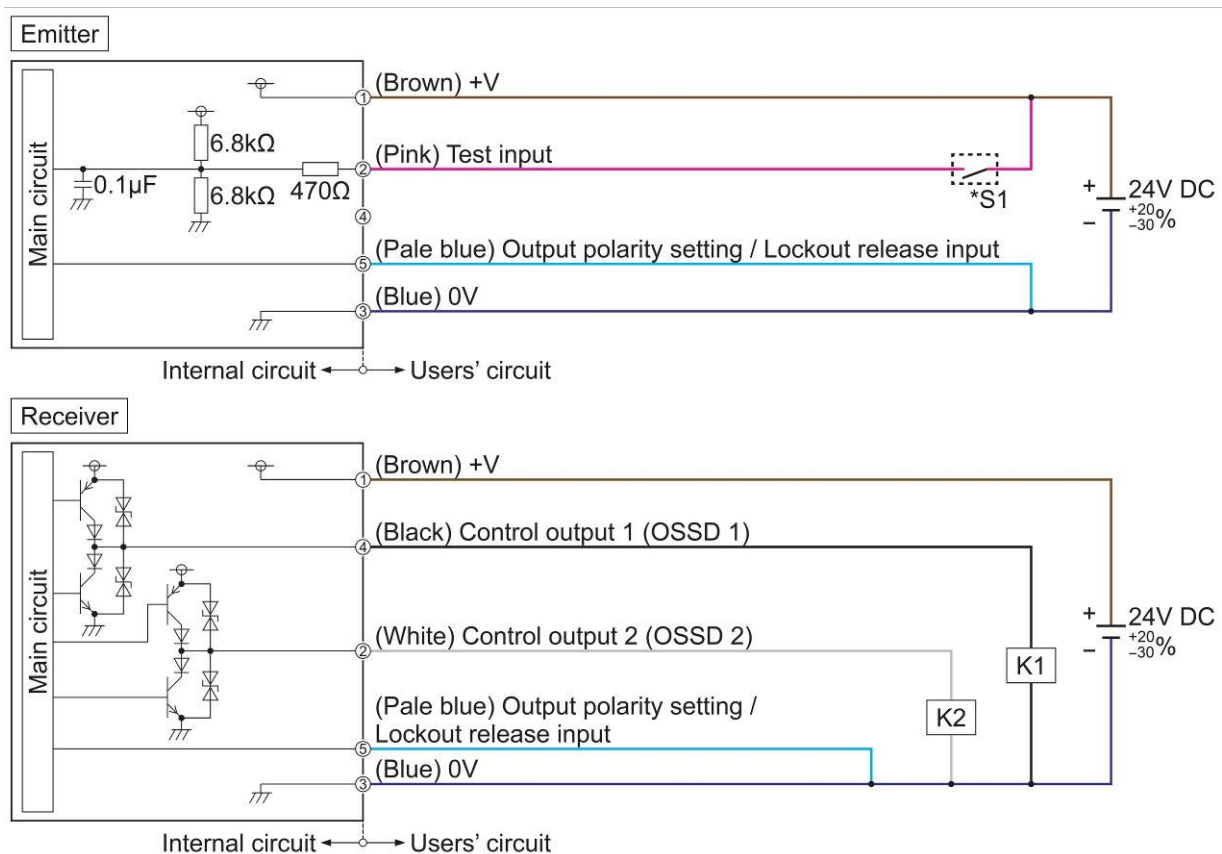 Emitter
Main circuit
(Brown) +V
①
6.8kΩ
(Pink) Test input
②
0.1μF
6.8kΩ
470Ω
*S1
+
24V DC
+20
−30%
−
④
(Pale blue) Output polarity setting / Lockout release input
⑤
(Blue) 0V
③
Internal circuit
Users' circuit
Receiver
Main circuit
(Brown) +V
①
(Black) Control output 1 (OSSD 1)
④
+
24V DC
+20
−30%
−
(White) Control output 2 (OSSD 2)
②
K1
K2
(Pale blue) Output polarity setting /
Lockout release input
⑤
(Blue) 0V
③
Internal circuit
Users' circuit